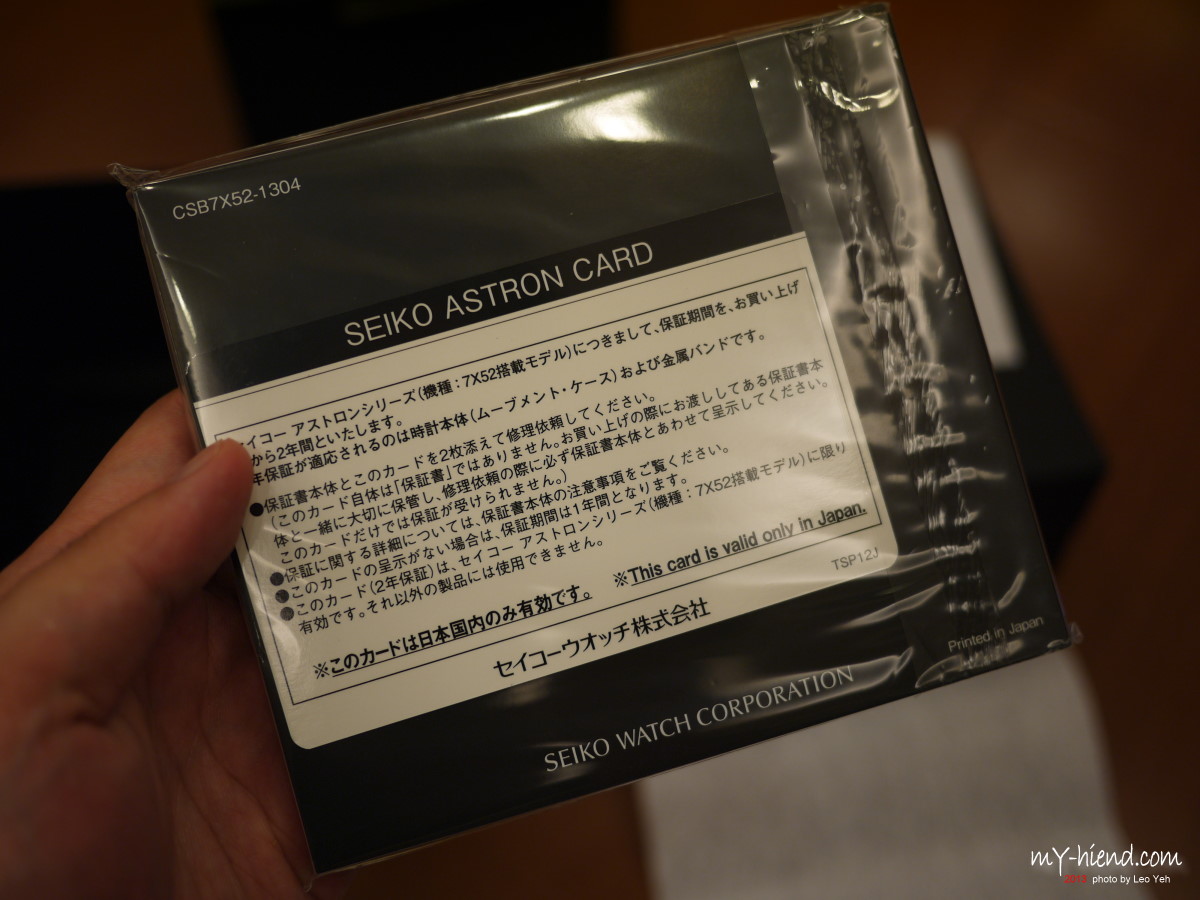 CSB7X52-1304
SEIKO ASTRON CARD
イコー アストロンシリーズ(機種:7X52搭載モデル)につきまして、保証期間を、お買い上げ
から2年間といたします。
年保証が適応されるのは時計本体(ムーブメント・ケース)および金属バンドです。
●保証書本体とこのカードを2枚添えて修理依頼してください。
(このカード自体は「保証書」ではありません。お買い上げの際にお渡ししてある保証書本
体と一緒に大切に保管し、修理依頼の際に必ず保証書本体とあわせて呈示してください。
このカードだけでは保証が受けられません。)
●保証に関する詳細については、保証書本体の注意事項をご覧ください。
●このカードの呈示がない場合は、保証期間は1年間となります。
●このカード(2年保証)は、セイコー アストロンシリーズ(機種:7X52搭載モデル)に限り
有効です。それ以外の製品には使用できません。
※このカードは日本国内のみ有効です。 ※This card is valid only in Japan.
セイコーウオッチ株式会社
TSP12J
SEIKO WATCH CORPORATION
Printed in Japan
mY-hiend.com
2013 photo by Leo Yeh